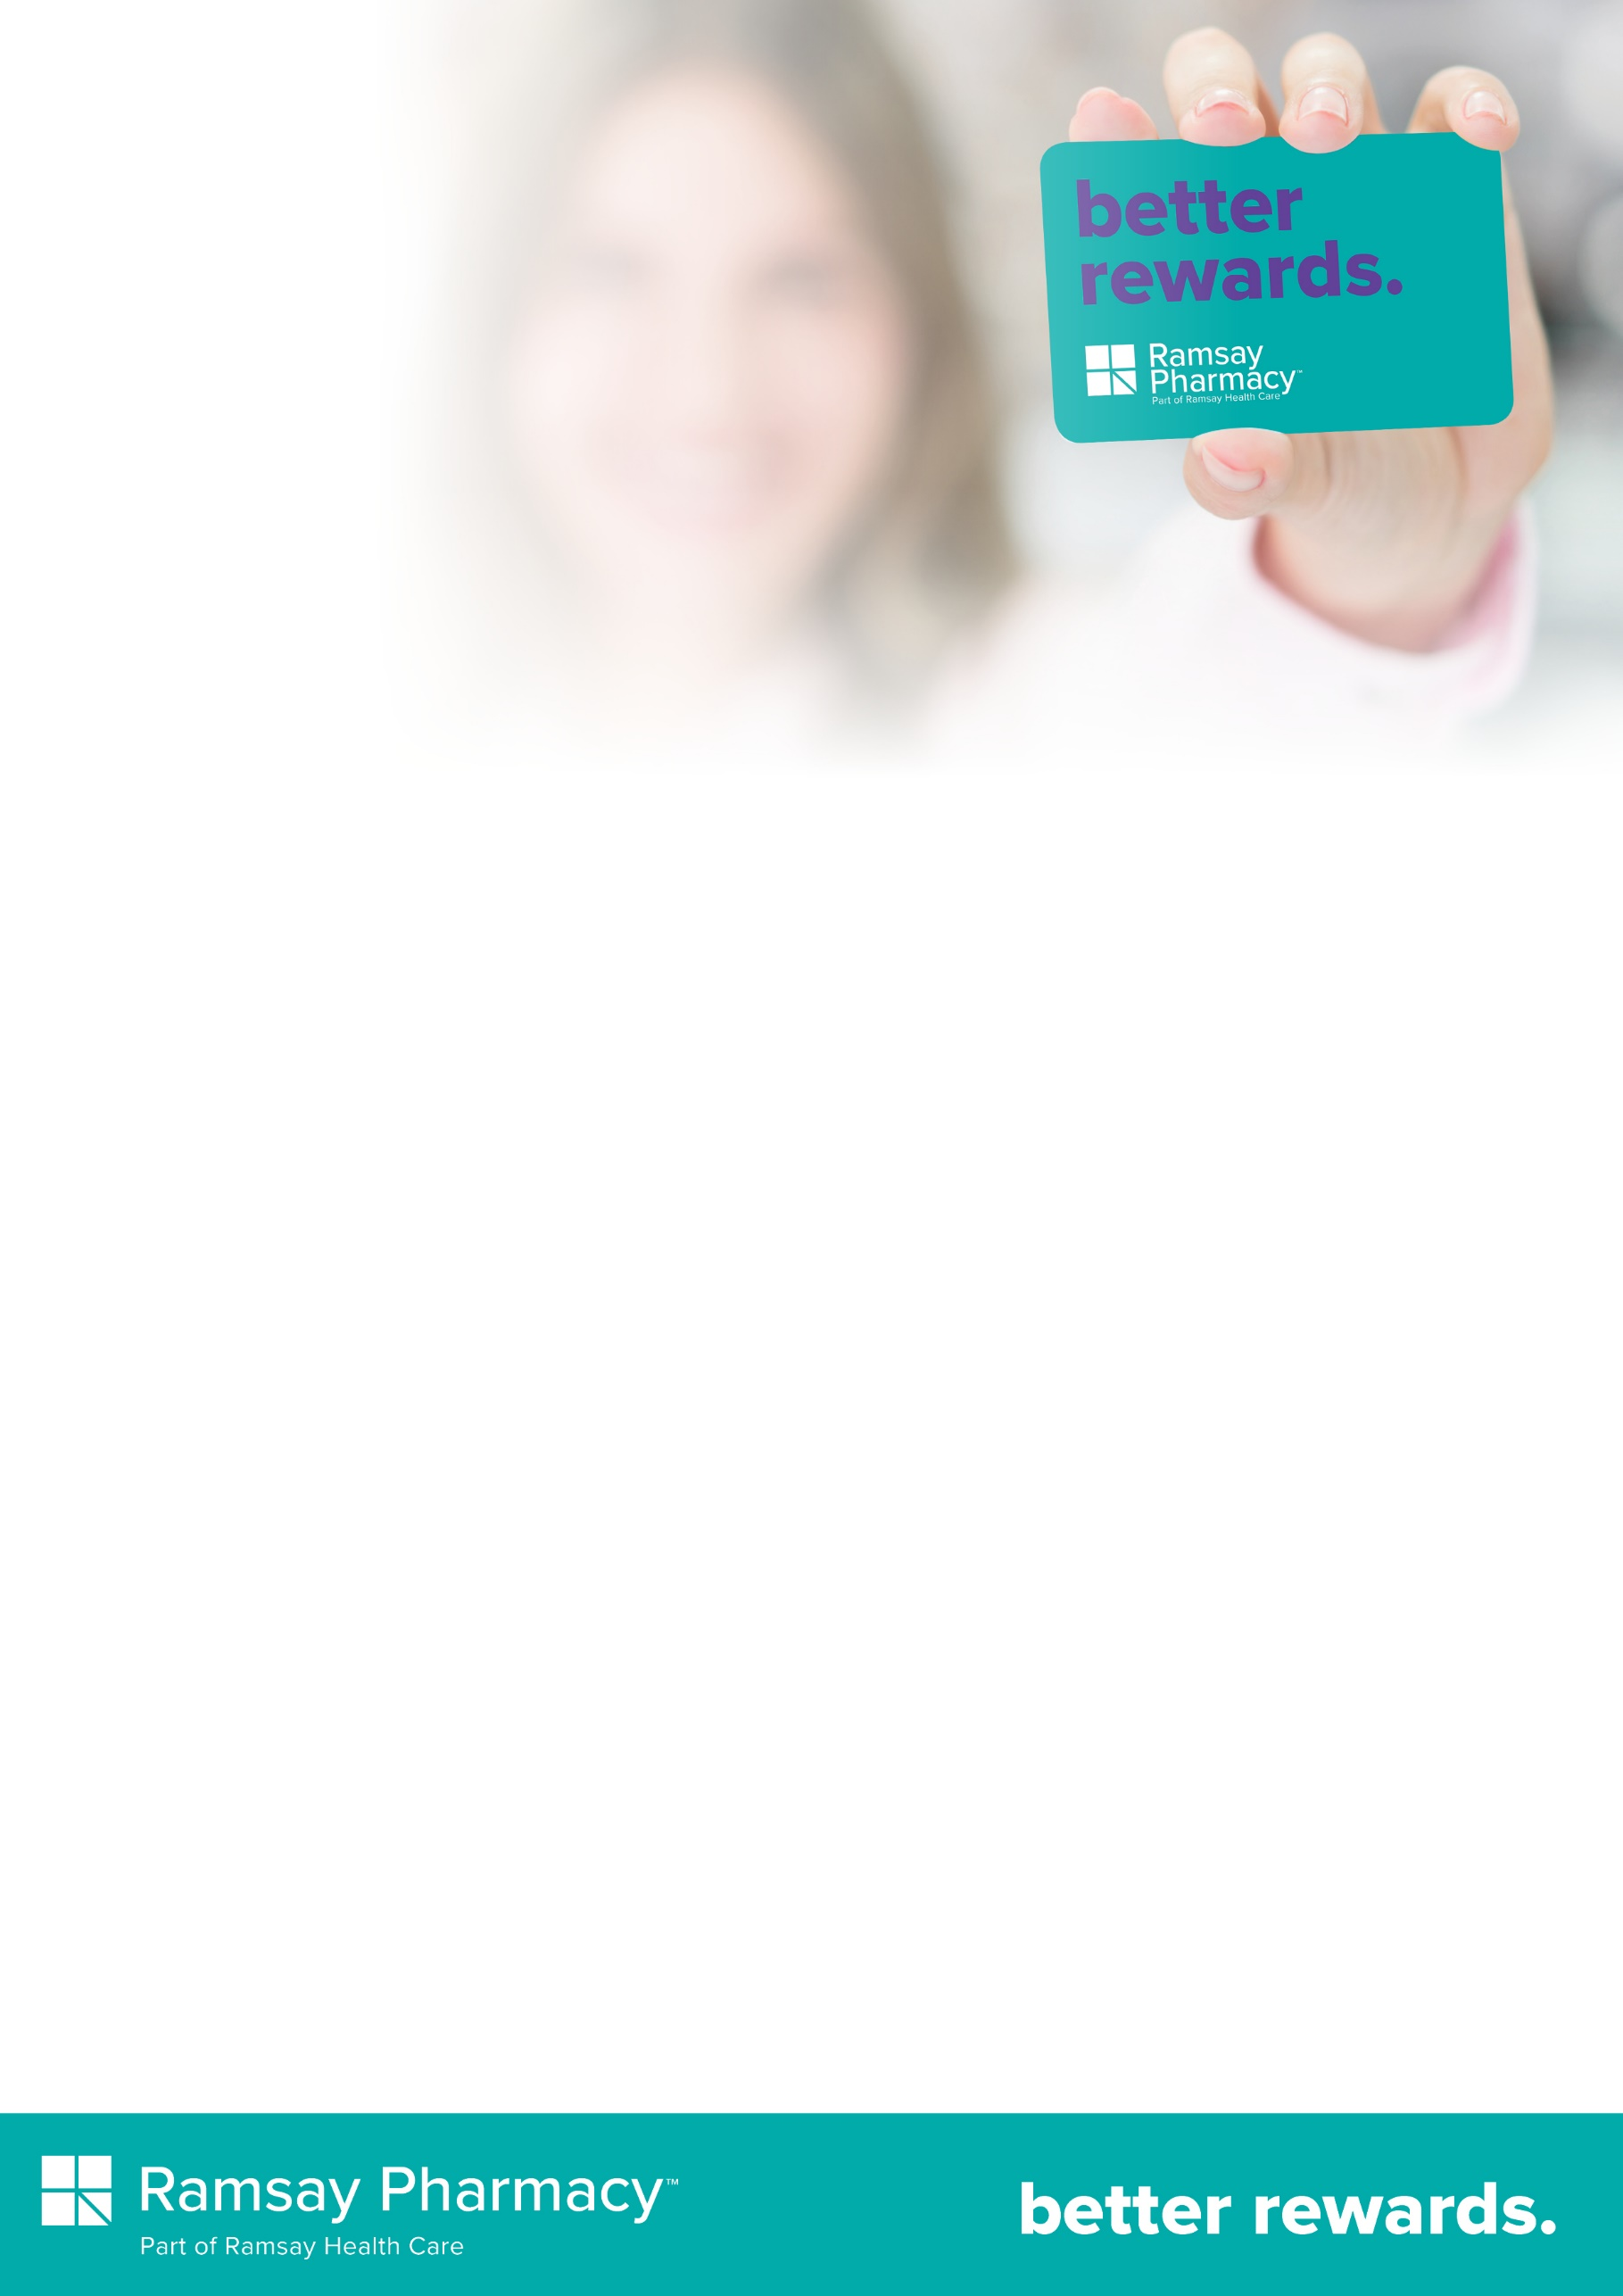 better
rewards.
Ramsay
Pharmacy™
Part of Ramsay Health Care
Ramsay Pharmacy™
Part of Ramsay Health Care
better rewards.